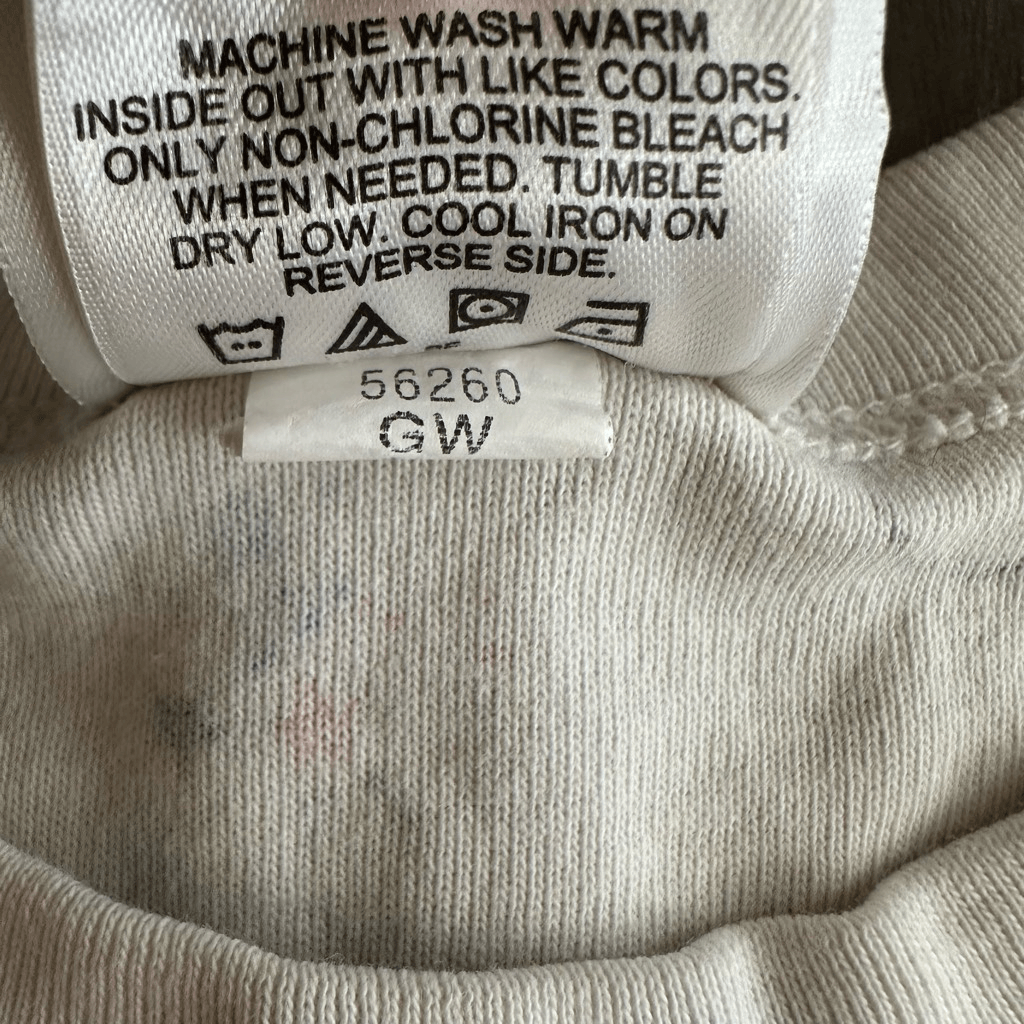 MACHINE WASH WARM
INSIDE OUT WITH LIKE COLORS.
ONLY NON-CHLORINE BLEACH
WHEN NEEDED. TUMBLE
DRY LOW. COOL IRON ON
REVERSE SIDE.
56260
GW